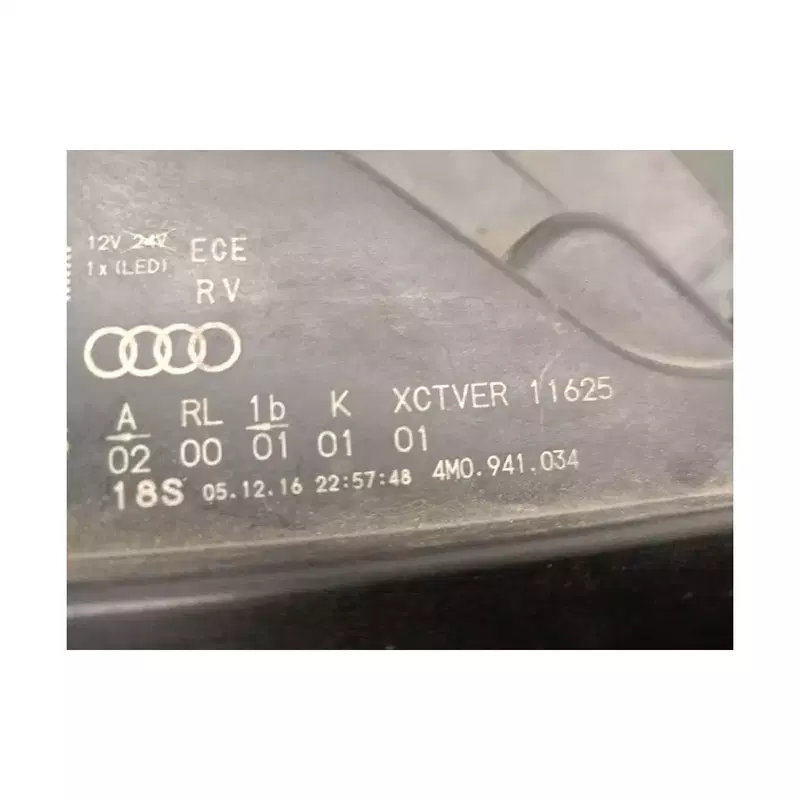 12V 24V ECE
1x (LED)
RV
A RL 1b K XCTVER 11625
02 00 01 01 01
18S 05.12.16 22:57:48 4M0.941.034